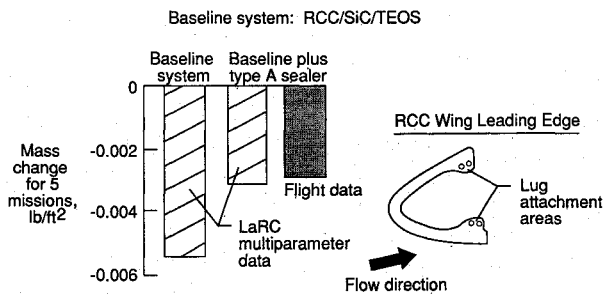 Baseline system: RCC/SiC/TEOS
Baseline
system
Baseline plus
type A sealer
0
-0.002
-0.004
-0.006
Mass
change
for 5
missions,
lb/ft2
Flight data
LaRC
multiparameter
data
RCC Wing Leading Edge
Lug
attachment
areas
Flow direction